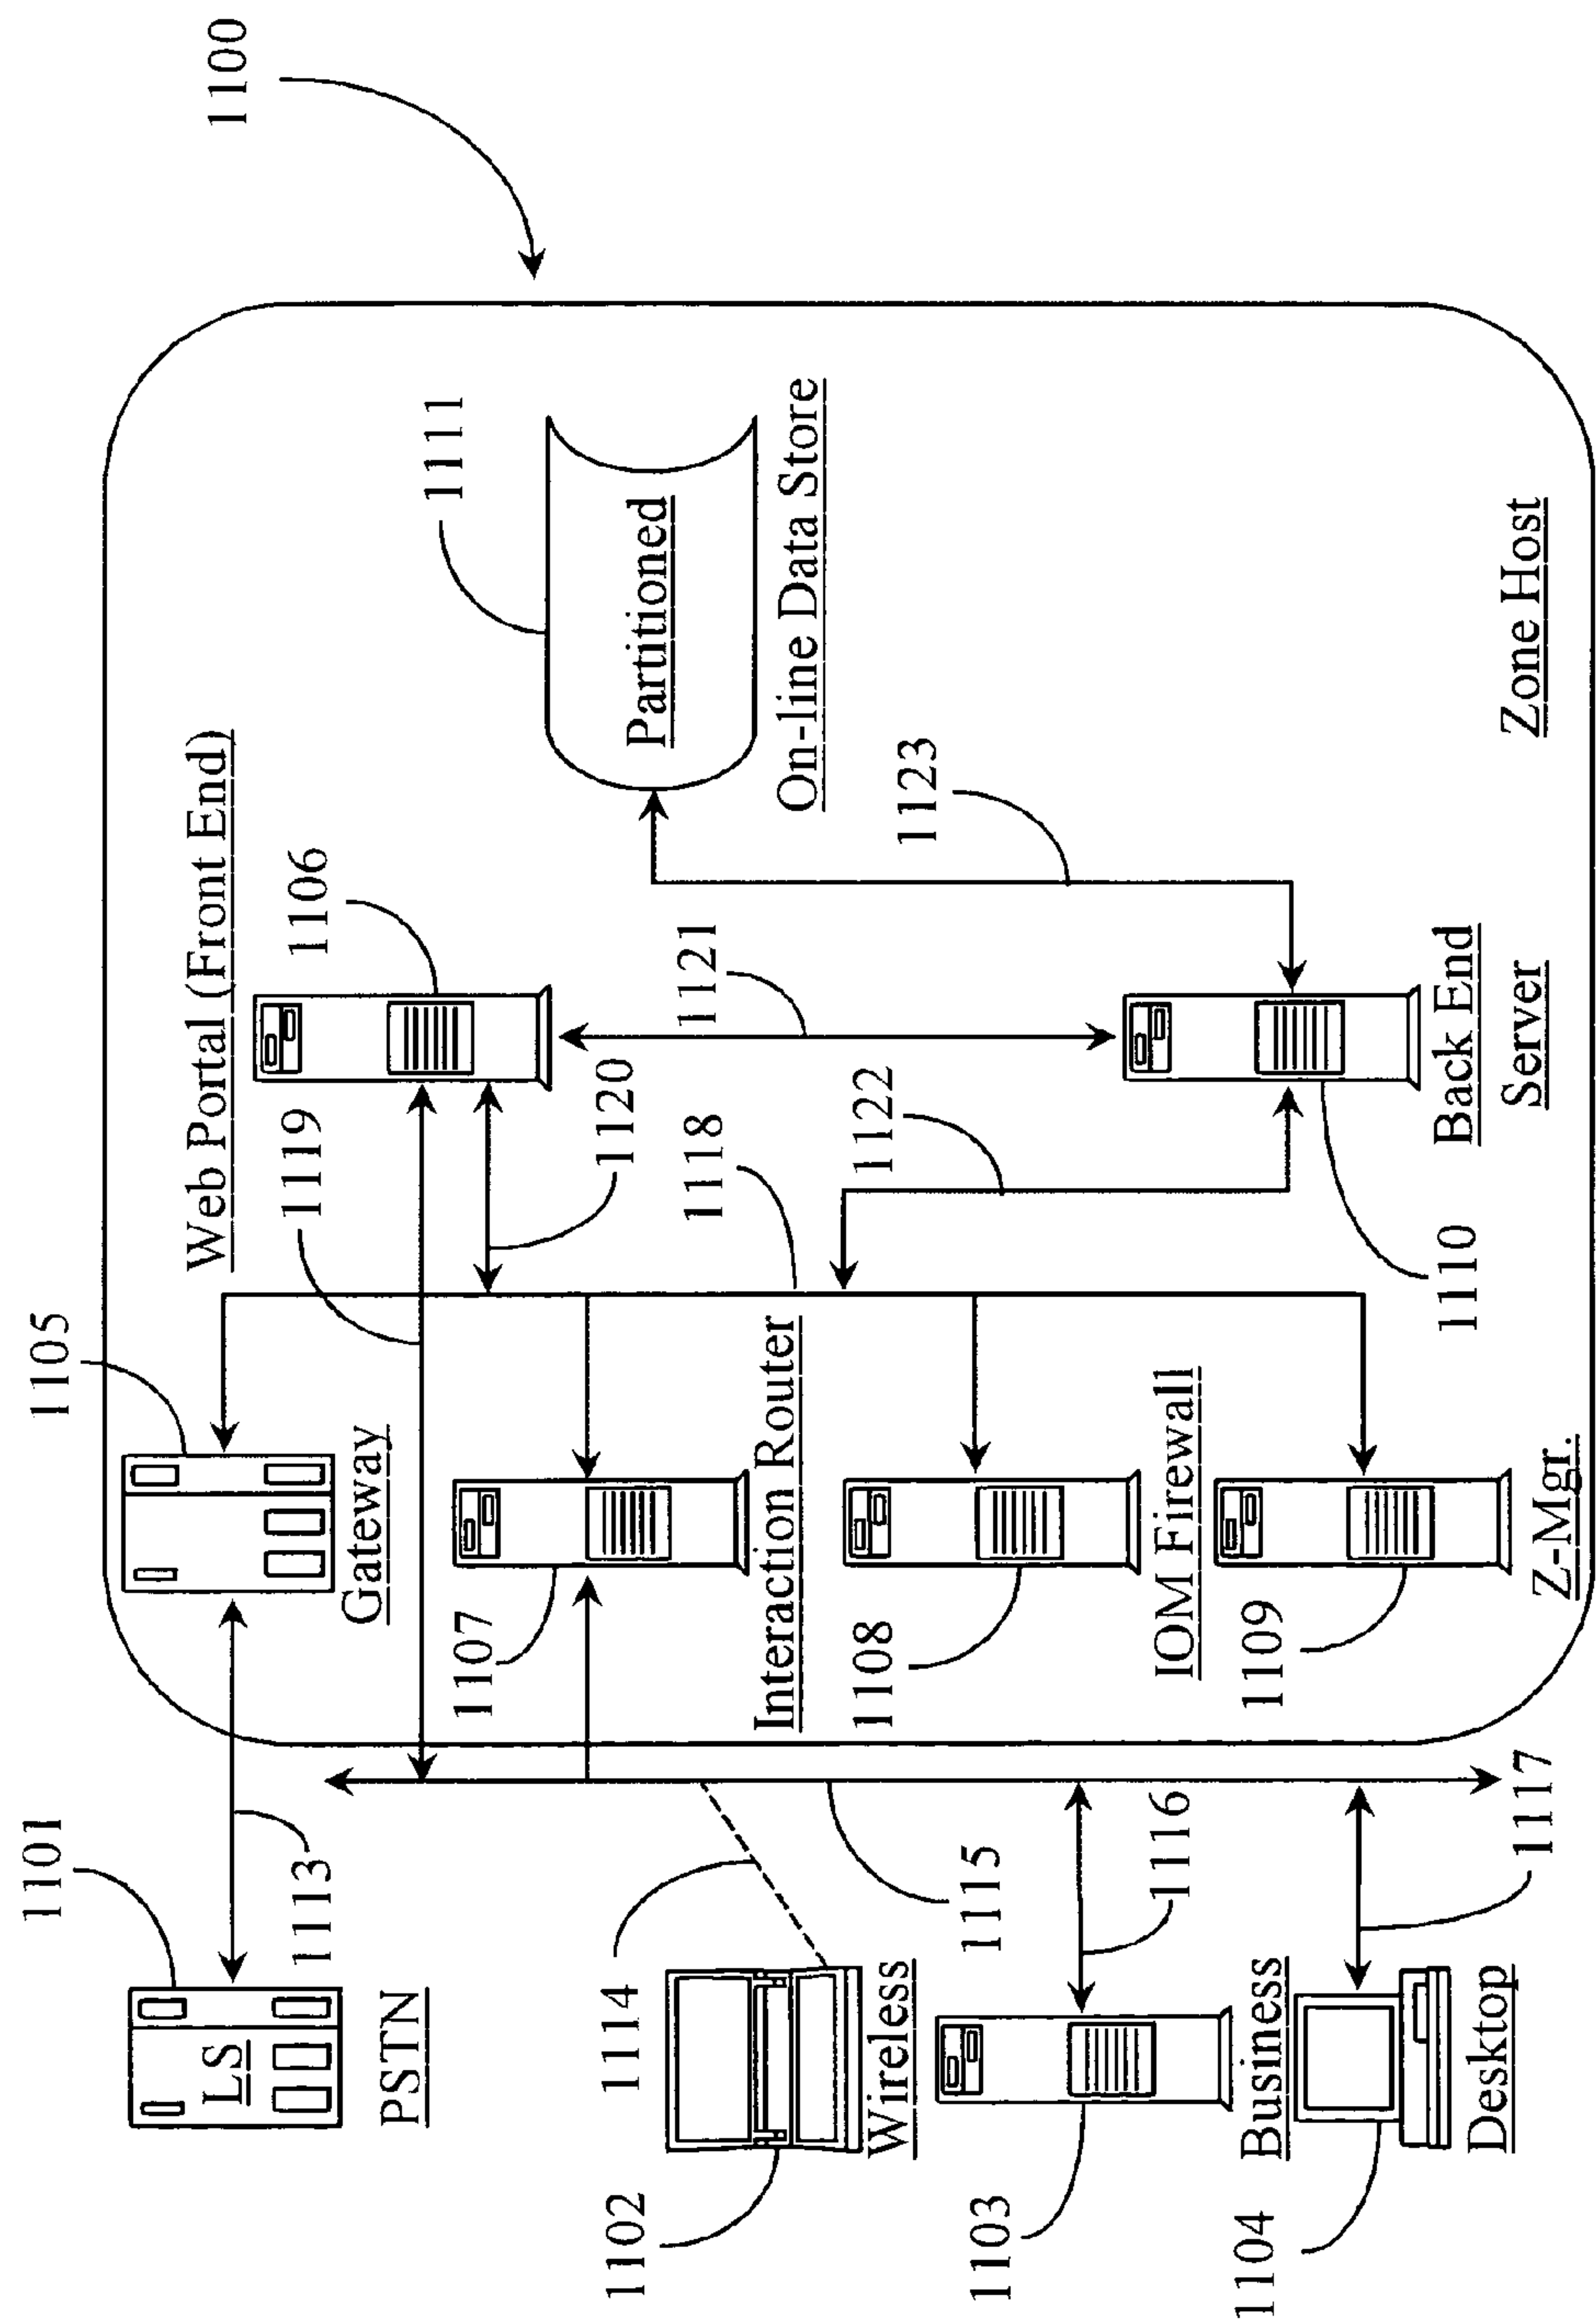 1100
1105
Web Portal (Front End)
1119
1106
1111
1101
LS
PSTN
1113
Gateway
1120
1121
Partitioned
On-line Data Store
1107
Interaction Router
1118
1122
1123
1114
1102
Wireless
1115
1108
IOM Firewall
1103
1116
Business
1109
Z-Mgr.
1110
Back End
Server
1104
Desktop
1117
Zone Host